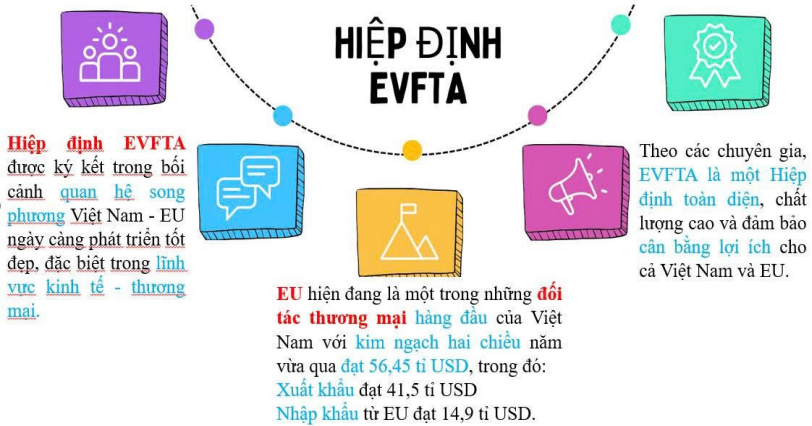 HIỆP ĐỊNH
EVFTA
Hiệp định EVFTA
được ký kết trong bối
cảnh quan hệ song
phương Việt Nam - EU
ngày càng phát triển tốt
đẹp, đặc biệt trong lĩnh
vực kinh tế - thương
mại.
EU hiện đang là một trong những đối
tác thương mại hàng đầu của Việt
Nam với kim ngạch hai chiều năm
vừa qua đạt 56,45 tỉ USD, trong đó:
Xuất khẩu đạt 41,5 tỉ USD
Nhập khẩu từ EU đạt 14,9 tỉ USD.
Theo các chuyên gia,
EVFTA là một Hiệp
định toàn diện, chất
lượng cao và đảm bảo
cân bằng lợi ích cho
cả Việt Nam và EU.